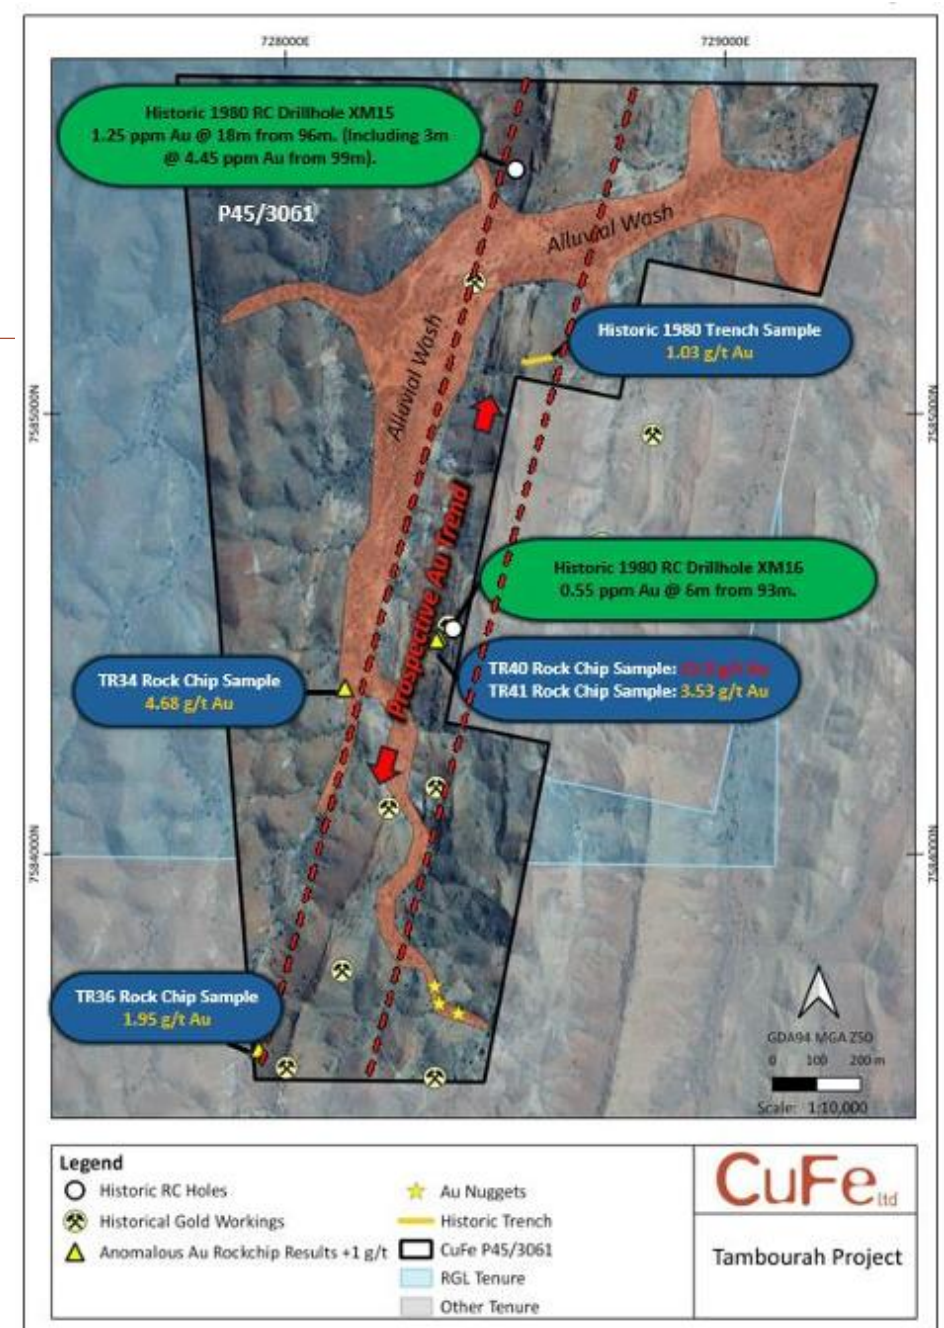 728000E
729000E
Historic 1980 RC Drillhole XM15
1.25 ppm Au @ 18m from 96m. (Including 3m
@ 4.45 ppm Au from 99m).
P45/3061
Alluvial Wash
Historic 1980 Trench Sample
1.03 g/t Au
Alluvial Wash
7585000N
7585000N
Prospective Au Trend
Historic 1980 RC Drillhole XM16
0.55 ppm Au @ 6m from 93m.
TR40 Rock Chip Sample: g/t Au
TR41 Rock Chip Sample: 3.53 g/t Au
TR34 Rock Chip Sample
4.68 g/t Au
7584000N
7584000N
TR36 Rock Chip Sample
1.95 g/t Au
GDA94 MGA Z50
0 100 200 m
Scale: 1:10,000
Legend
Historic RC Holes
Historical Gold Workings
Anomalous Au Rockchip Results +1 g/t
Au Nuggets
Historic Trench
CuFe P45/3061
RGL Tenure
Other Tenure
CuFe ltd
Tambourah Project